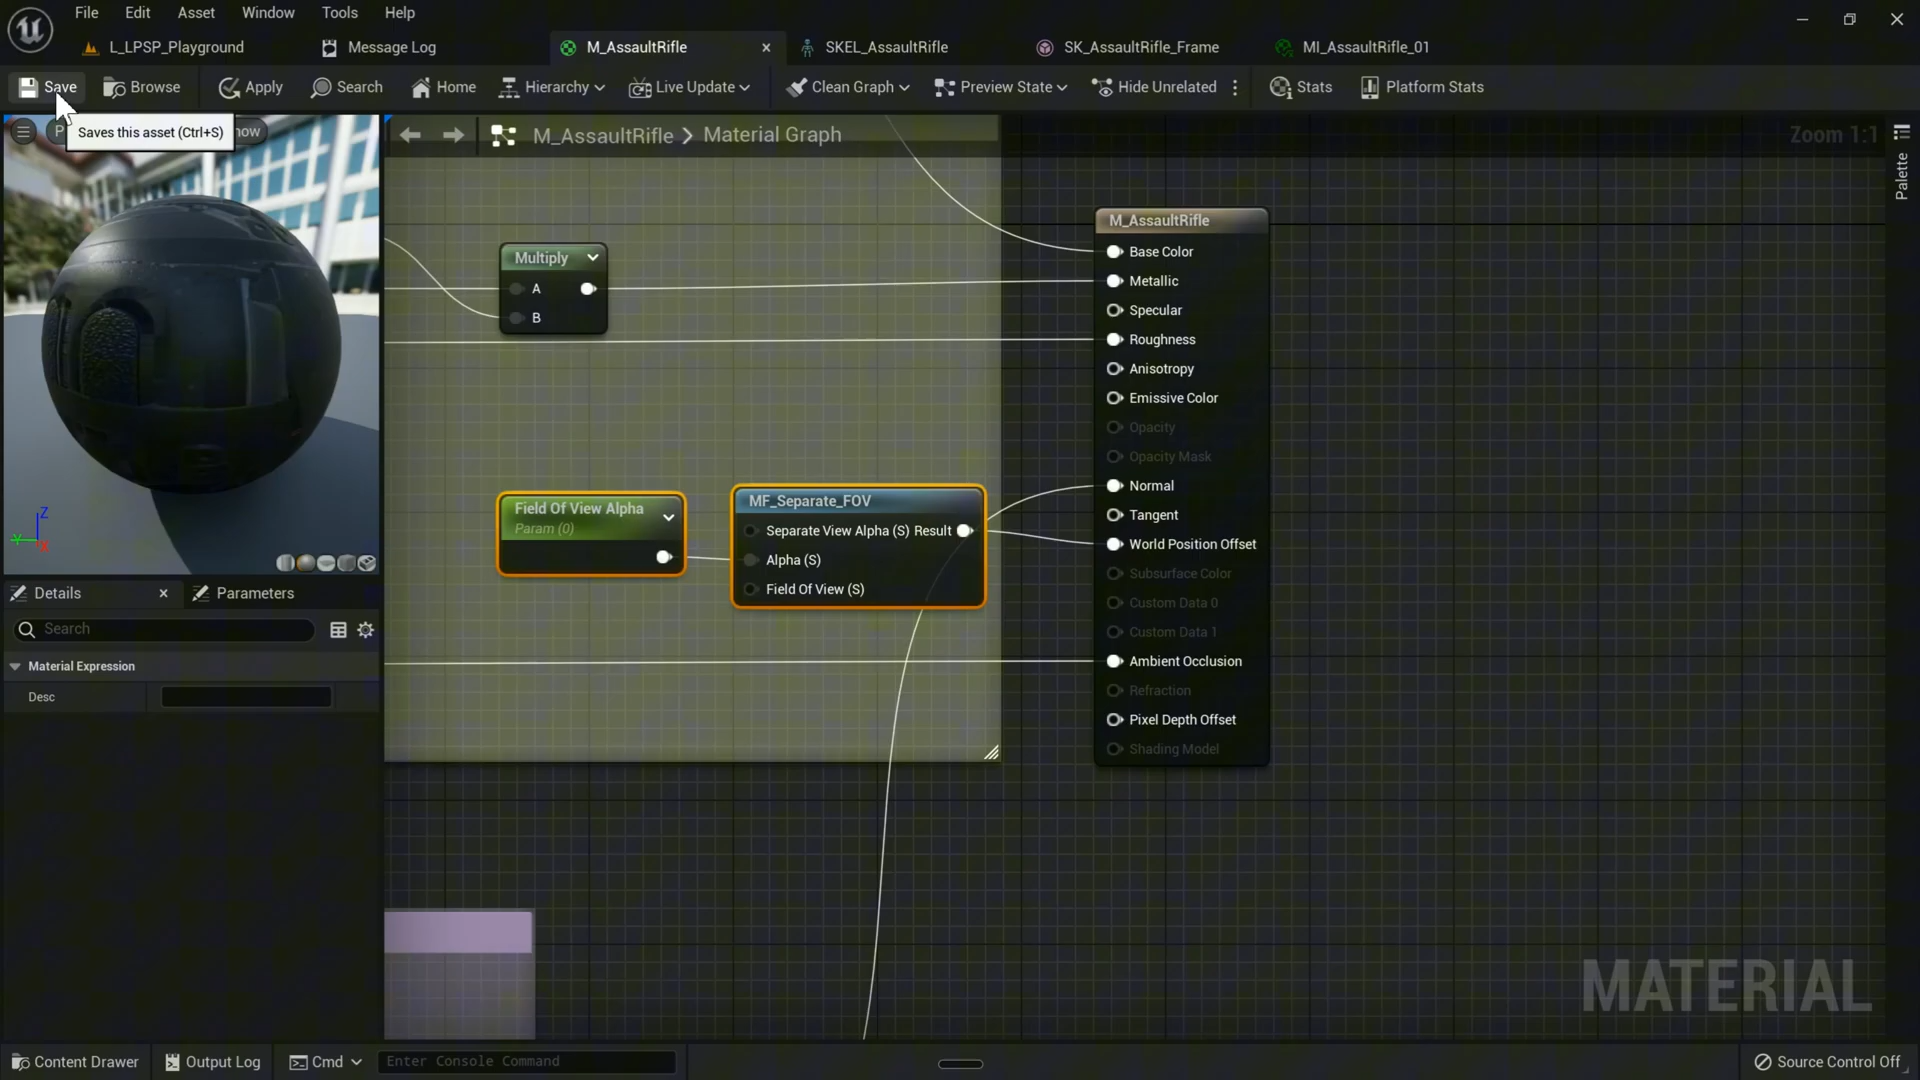 File Edit Asset Window Tools Help
L_LPSP_Playground Message Log M_AssaultRifle SKEL_AssaultRifle SK_AssaultRifle_Frame MI_AssaultRifle_01
Save Browse Apply Search Home Hierarchy Live Update Clean Graph Preview State Hide Unrelated Stats Platform Stats
Saves this asset (Ctrl+S)
M_AssaultRifle > Material Graph
Zoom 1:1
Palette
M_AssaultRifle
Base Color
Metallic
Specular
Roughness
Anisotropy
Emissive Color
Opacity
Opacity Mask
Normal
Tangent
World Position Offset
Subsurface Color
Custom Data 0
Custom Data 1
Ambient Occlusion
Refraction
Pixel Depth Offset
Shading Model
Multiply
A
B
Field Of View Alpha
Param (0)
MF_Separate_FOV
Separate View Alpha (S) Result
Alpha (S)
Field Of View (S)
Z
Y
Details Parameters
Search
Material Expression
Desc
MATERIAL
Content Drawer Output Log Cmd Enter Console Command Source Control Off